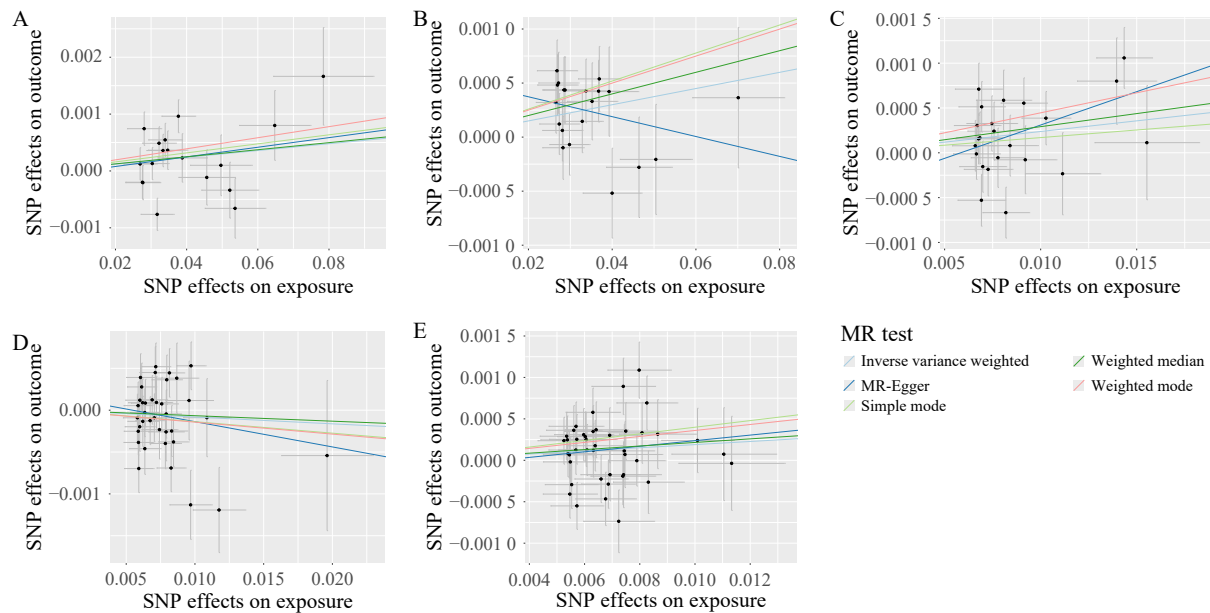 A
SNP effects on outcome
0.002
0.001
0.000
−0.001
0.02 0.04 0.06 0.08
SNP effects on exposure
B
SNP effects on outcome
0.001 0
0.000 5
0.000 0
−0.000 5
−0.001 0
0.02 0.04 0.06 0.08
SNP effects on exposure
C
SNP effects on outcome
0.001 5
0.001 0
0.000 5
0.000 0
−0.000 5
−0.001 0
0.005 0.010 0.015
SNP effects on exposure
D
SNP effects on outcome
0.000
−0.001
0.005 0.010 0.015 0.020
SNP effects on exposure
E
SNP effects on outcome
0.001 5
0.001 0
0.000 5
0.000 0
−0.000 5
−0.001 0
0.004 0.006 0.008 0.010 0.012
SNP effects on exposure
MR test
Inverse variance weighted
MR-Egger
Simple mode
Weighted median
Weighted mode